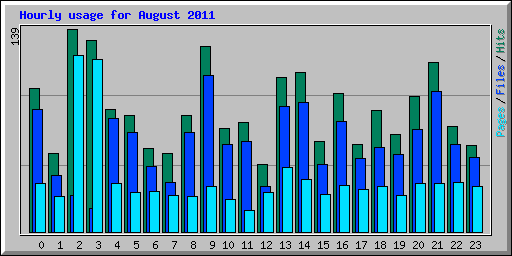 Hourly usage for August 2011
139
Pages/Files/Hits
0 1 2 3 4 5 6 7 8 9 10 11 12 13 14 15 16 17 18 19 20 21 22 23